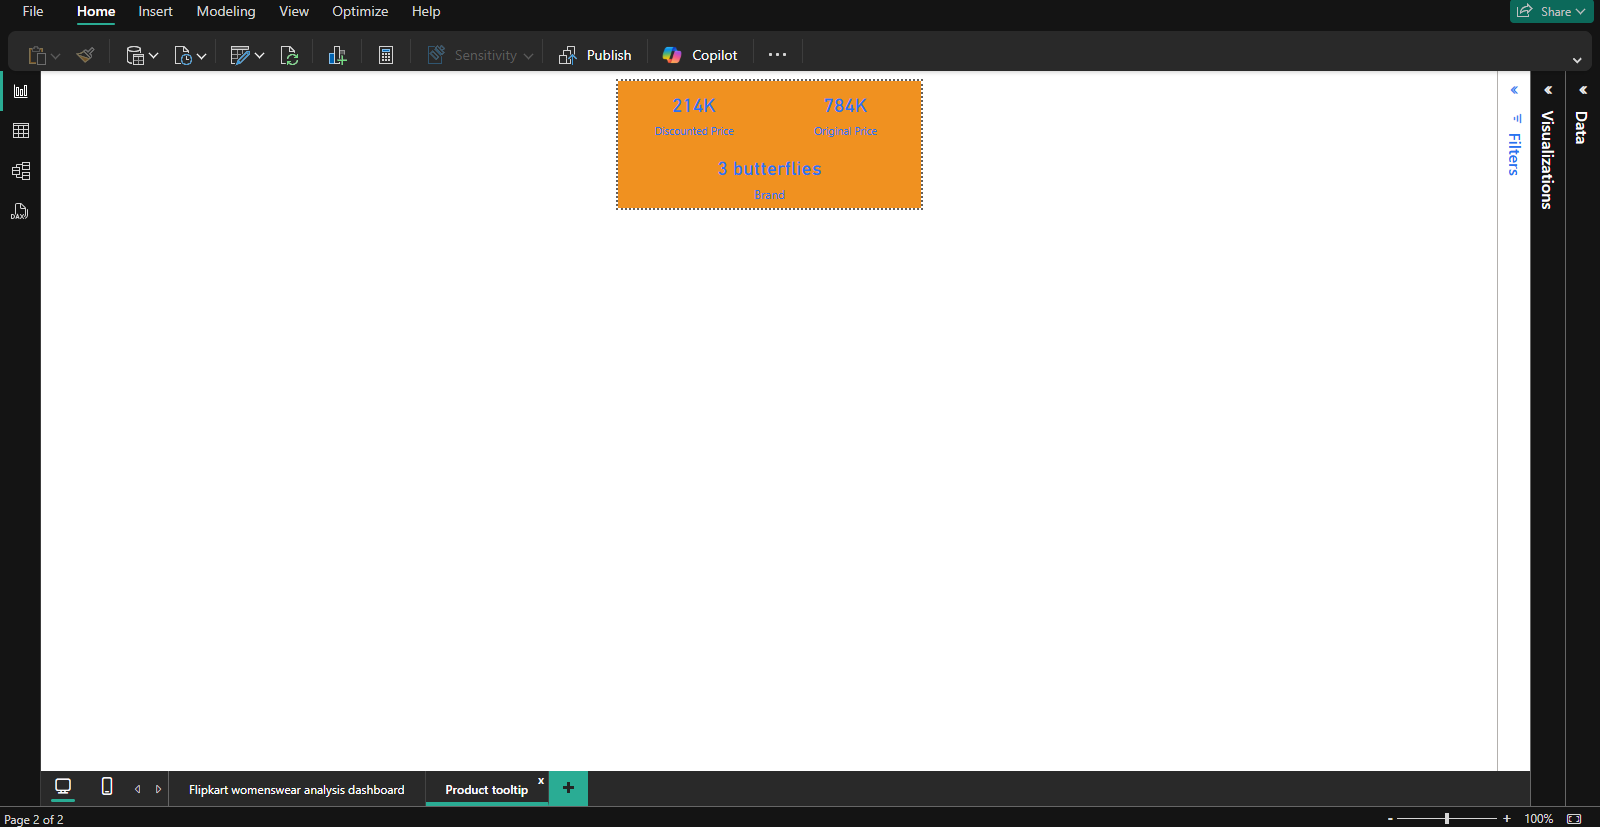 File Home Insert Modeling View Optimize Help
Share
Sensitivity Publish Copilot
214K 784K
Discounted Price Original Price
3 butterflies
Brand
Filters
Visualizations
Data
DAX
Flipkart womenswear analysis dashboard Product tooltip x
Page 2 of 2 - + 100%